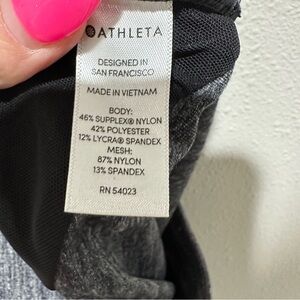 ATHLETA
DESIGNED IN
SAN FRANCISCO
MADE IN VIETNAM
BODY:
46% SUPPLEX® NYLON
42% POLYESTER
12% LYCRA® SPANDEX
MESH:
87% NYLON
13% SPANDEX
RN 54023